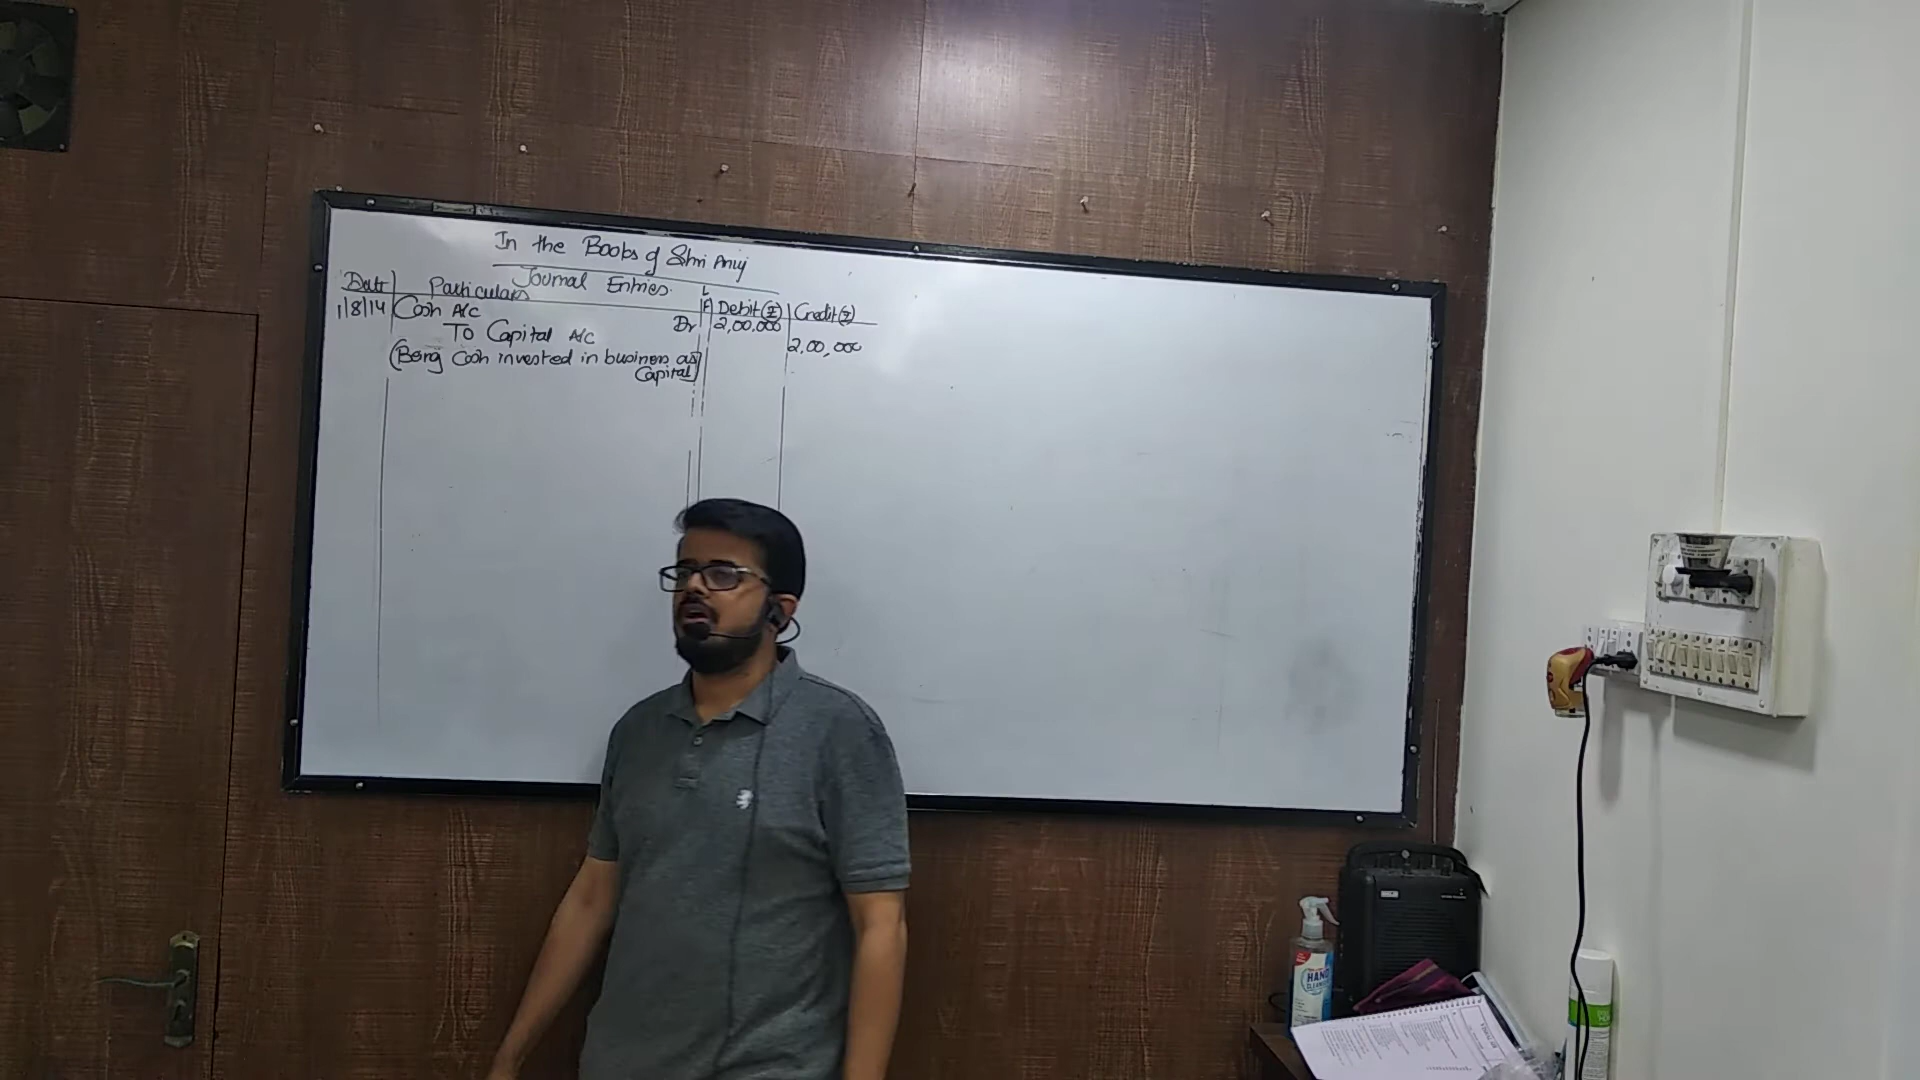 In the Books of Shri Anuj
Journal Entries.
Date Particulars L F Debit (₹) Credit (₹)
1/8/14 Cash A/c Dr 2,00,000
To Capital A/c 2,00,000
(Being Cash invested in business as
Capital)
HAND